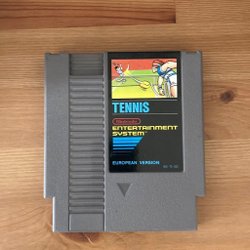 TENNIS
Nintendo
ENTERTAINMENT
SYSTEM
EUROPEAN VERSION